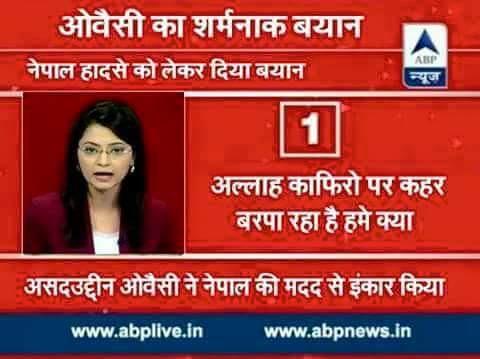 ओवैसी का शर्मनाक बयान
ABP
न्यूज़
नेपाल हादसे को लेकर दिया बयान
1
अल्लाह काफिरो पर कहर
बरपा रहा है हमे क्या
असदउद्दीन ओवैसी ने नेपाल की मदद से इंकार किया
www.abplive.in www.abpnews.in